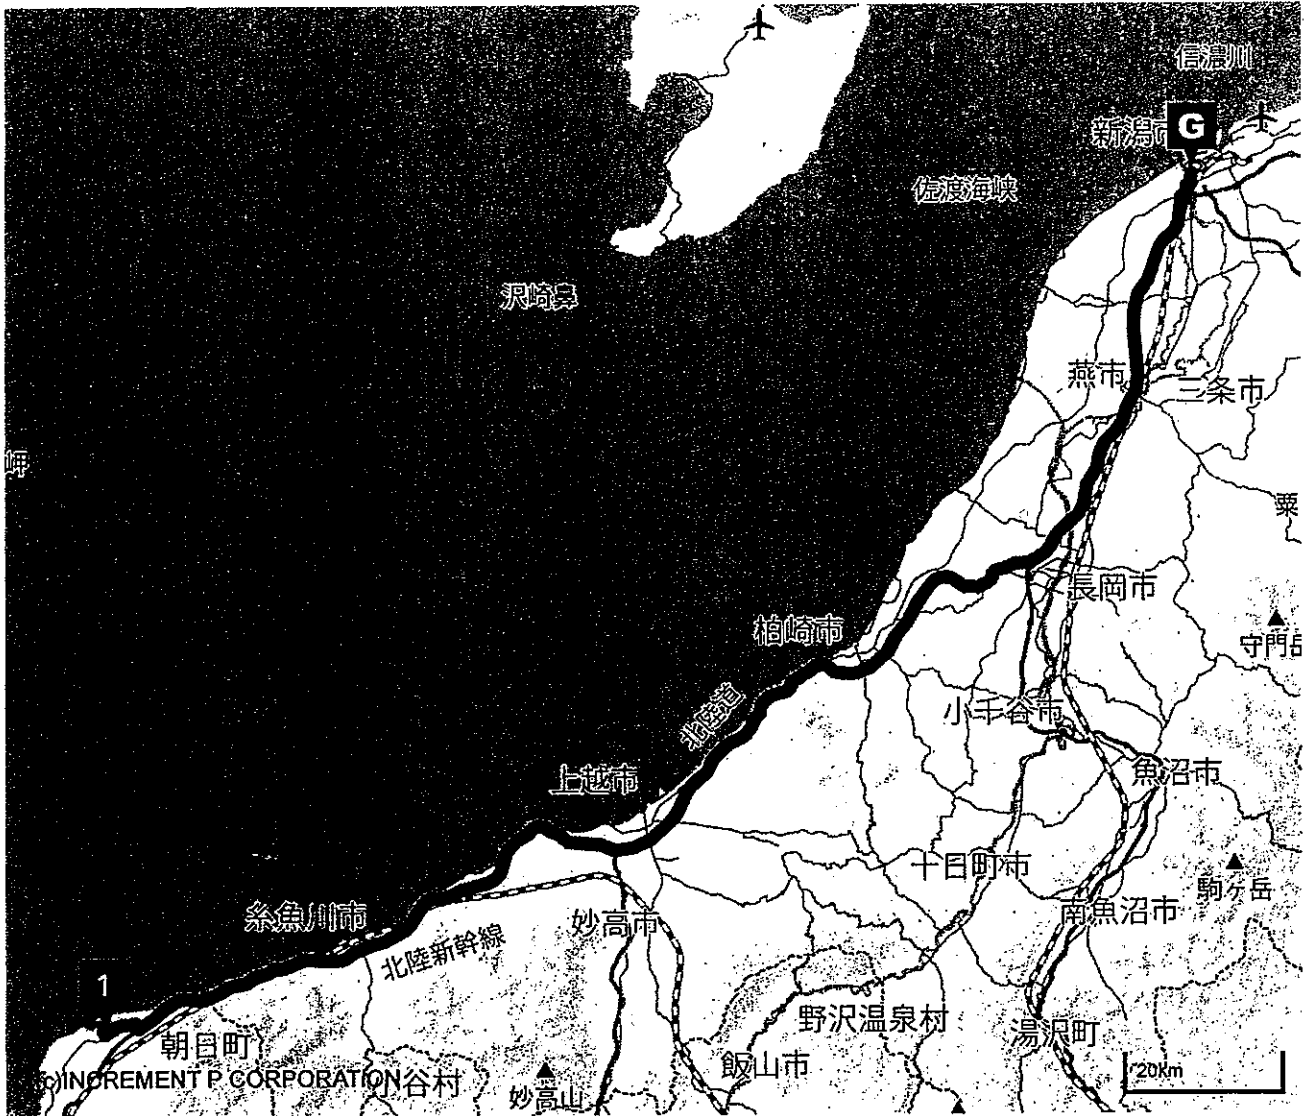 信濃川
新潟市
G
佐渡海峡
沢崎鼻
燕市
三条市
岬
粟
長岡市
柏崎市
守門岳
北陸道
小千谷市
上越市
魚沼市
十日町市
駒ヶ岳
糸魚川市
妙高市
南魚沼市
北陸新幹線
1
野沢温泉村
湯沢町
朝日町
飯山市
20km
(c)INCREMENT P CORPORATION
谷村
妙高山